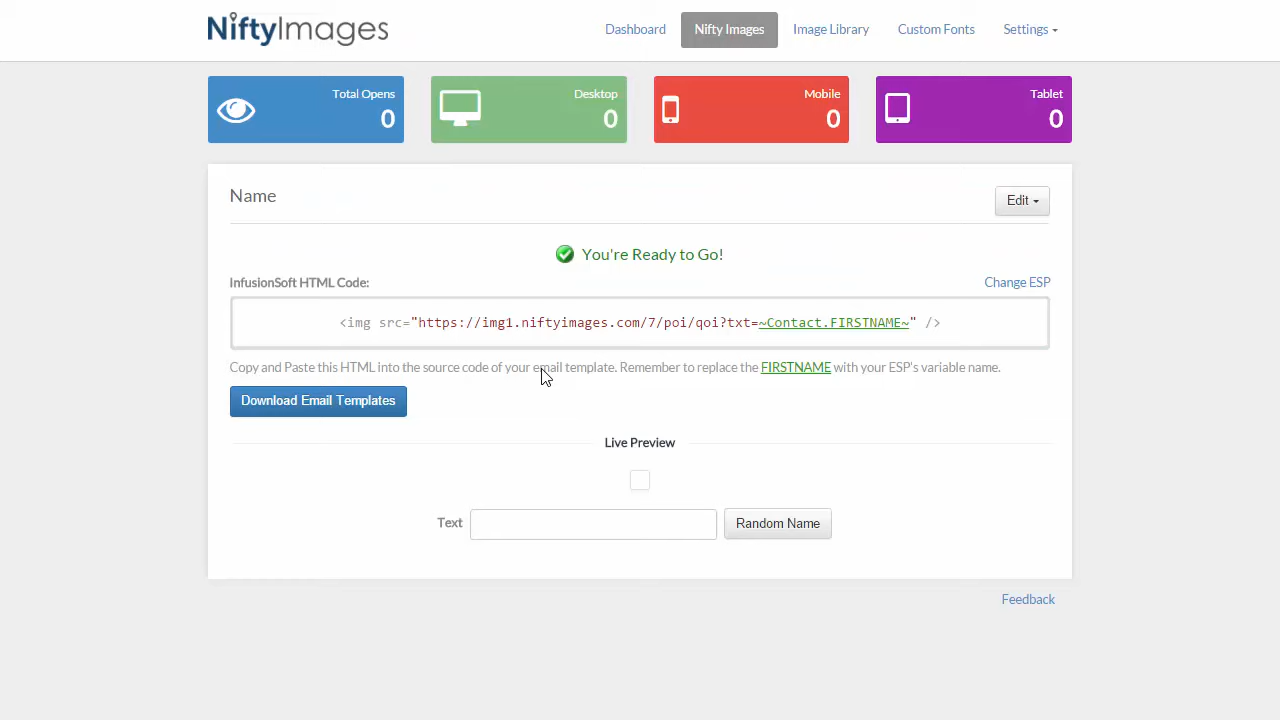 NiftyImages
Dashboard
Nifty Images
Image Library
Custom Fonts
Settings
Total Opens
0
Desktop
0
Mobile
0
Tablet
0
Name
Edit
You're Ready to Go!
InfusionSoft HTML Code:
Change ESP
<img src="https://img1.niftyimages.com/7/poi/qoi?txt=~Contact.FIRSTNAME~" />
Copy and Paste this HTML into the source code of your email template. Remember to replace the FIRSTNAME with your ESP's variable name.
Download Email Templates
Live Preview
Text
Random Name
Feedback